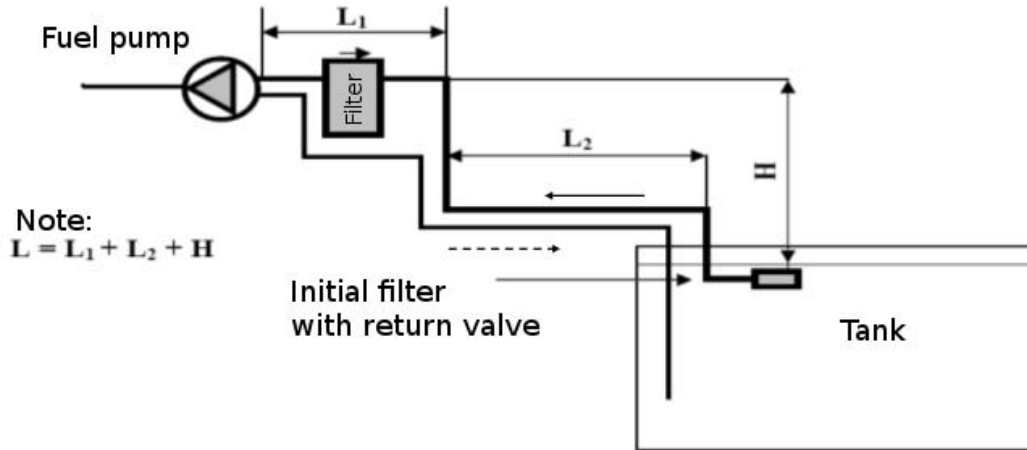 L₁
Fuel pump
Filter
L₂
H
Note:
L = L₁ + L₂ + H
Initial filter
with return valve
Tank